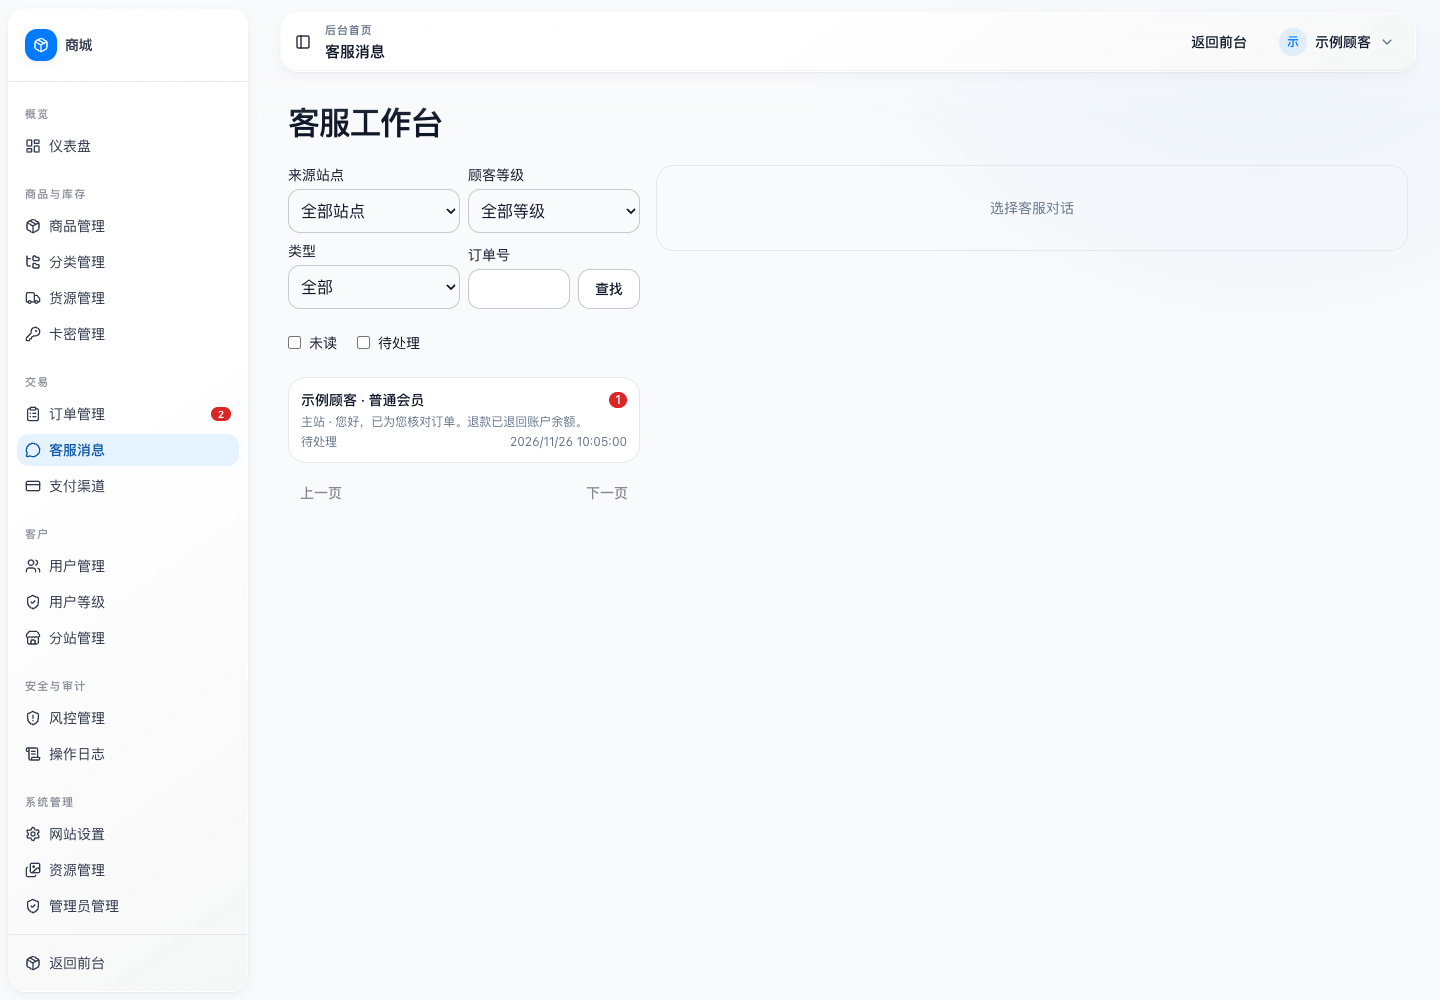 商城
概览
仪表盘
商品与库存
商品管理
分类管理
货源管理
卡密管理
交易
订单管理 2
客服消息
支付渠道
客户
用户管理
用户等级
分站管理
安全与审计
风控管理
操作日志
系统管理
网站设置
资源管理
管理员管理
返回前台
后台首页
客服消息
返回前台
示 示例顾客
客服工作台
来源站点 顾客等级
全部站点 全部等级
类型 订单号
全部 查找
未读 待处理
示例顾客 · 普通会员 1
主站 · 您好，已为您核对订单。退款已退回账户余额。
待处理 2026/11/26 10:05:00
上一页 下一页
选择客服对话